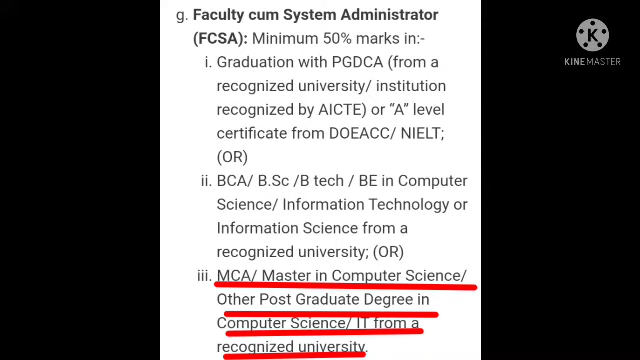 g. Faculty cum System Administrator
(FCSA): Minimum 50% marks in:-
i. Graduation with PGDCA (from a
recognized university/ institution
recognized by AICTE) or “A” level
certificate from DOEACC/ NIELT;
(OR)
ii. BCA/ B.Sc /B tech / BE in Computer
Science/ Information Technology or
Information Science from a
recognized university; (OR)
iii. MCA/ Master in Computer Science/
Other Post Graduate Degree in
Computer Science/ IT from a
recognized university.
K
KINEMASTER